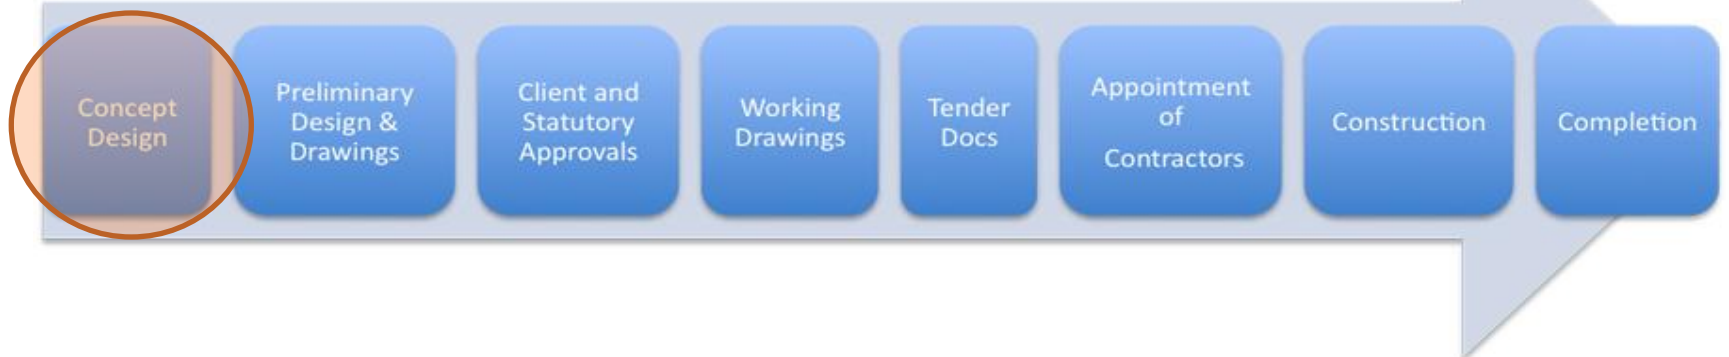 Concept
Design
Preliminary
Design &
Drawings
Client and
Statutory
Approvals
Working
Drawings
Tender
Docs
Appointment
of
Contractors
Construction
Completion